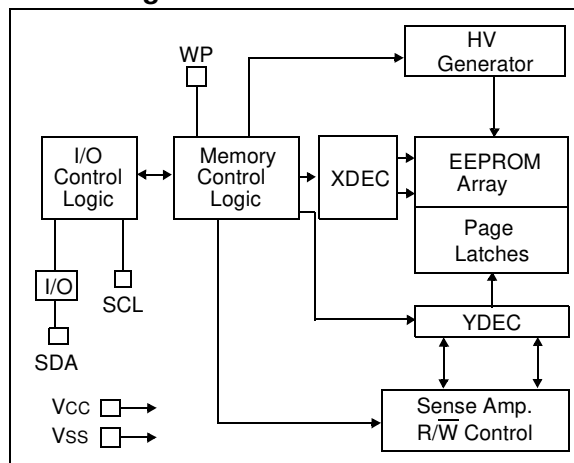 HV
Generator
WP
I/O
Control
Logic
Memory
Control
Logic
XDEC
EEPROM
Array
Page
Latches
I/O
SCL
SDA
YDEC
Sense Amp.
R/W̅ Control
VCC
VSS